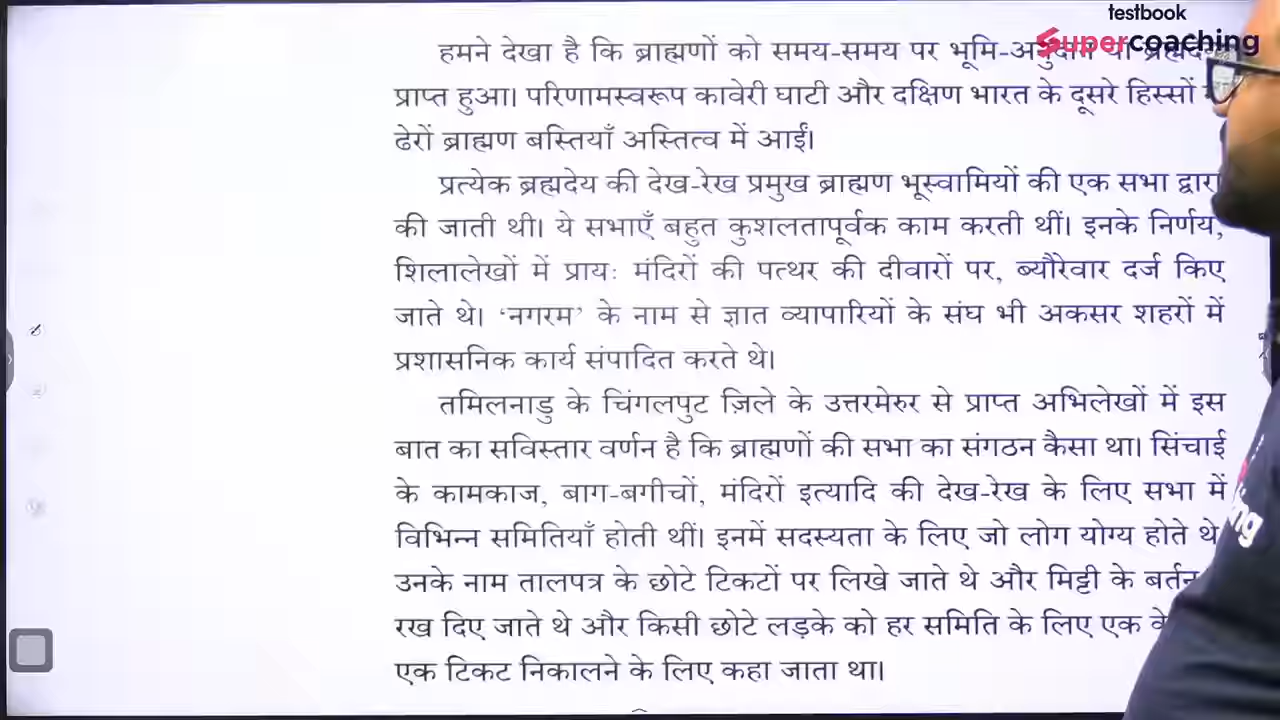 testbook
Supercoaching
हमने देखा है कि ब्राह्मणों को समय-समय पर भूमि-अनुदान या ब्रह्मदेय
प्राप्त हुआ। परिणामस्वरूप कावेरी घाटी और दक्षिण भारत के दूसरे हिस्सों
ढेरों ब्राह्मण बस्तियाँ अस्तित्व में आईं।
प्रत्येक ब्रह्मदेय की देख-रेख प्रमुख ब्राह्मण भूस्वामियों की एक सभा द्वारा
की जाती थी। ये सभाएँ बहुत कुशलतापूर्वक काम करती थीं। इनके निर्णय,
शिलालेखों में प्रायः मंदिरों की पत्थर की दीवारों पर, ब्यौरेवार दर्ज किए
जाते थे। ‘नगरम’ के नाम से ज्ञात व्यापारियों के संघ भी अकसर शहरों में
प्रशासनिक कार्य संपादित करते थे।
तमिलनाडु के चिंगलपुट ज़िले के उत्तरमेरुर से प्राप्त अभिलेखों में इस
बात का सविस्तार वर्णन है कि ब्राह्मणों की सभा का संगठन कैसा था। सिंचाई
के कामकाज, बाग-बगीचों, मंदिरों इत्यादि की देख-रेख के लिए सभा में
विभिन्न समितियाँ होती थीं। इनमें सदस्यता के लिए जो लोग योग्य होते थे
उनके नाम तालपत्र के छोटे टिकटों पर लिखे जाते थे और मिट्टी के बर्तन
रख दिए जाते थे और किसी छोटे लड़के को हर समिति के लिए एक
एक टिकट निकालने के लिए कहा जाता था।